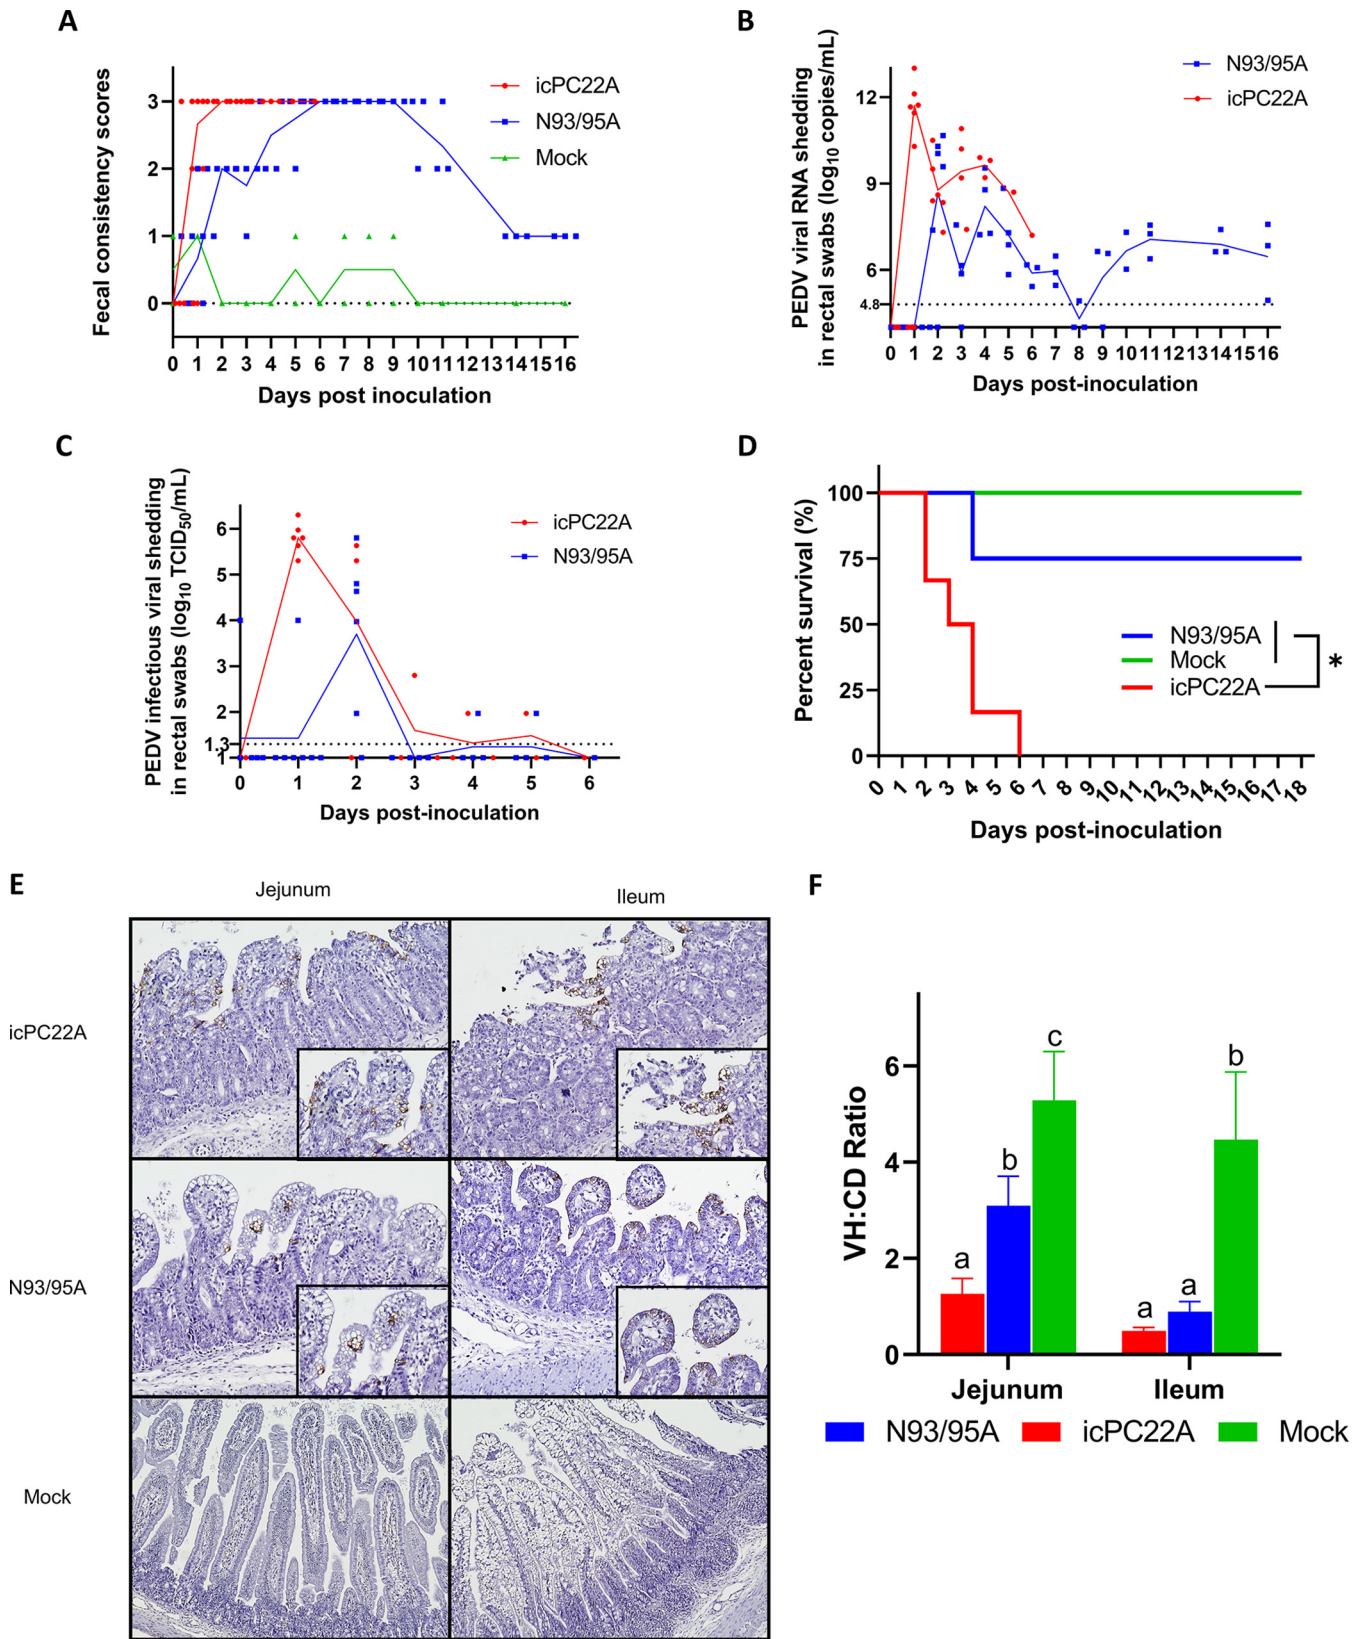 A
Fecal consistency scores
3
2
1
0
0 1 2 3 4 5 6 7 8 9 10 11 12 13 14 15 16
Days post inoculation
icPC22A
N93/95A
Mock
B
PEDV viral RNA shedding
in rectal swabs (log10 copies/mL)
12
9
6
4.8
0 1 2 3 4 5 6 7 8 9 10 11 12 13 14 15 16
Days post-inoculation
N93/95A
icPC22A
C
PEDV infectious viral shedding
in rectal swabs (log10 TCID50/mL)
6
5
4
3
2
1.3
1
0 1 2 3 4 5 6
Days post-inoculation
icPC22A
N93/95A
D
Percent survival (%)
100
75
50
25
0
0 1 2 3 4 5 6 7 8 9 10 11 12 13 14 15 16 17 18
Days post-inoculation
N93/95A
Mock
icPC22A
*
E
Jejunum
Ileum
icPC22A
N93/95A
Mock
F
VH:CD Ratio
6
4
2
0
a
b
c
a
a
b
Jejunum
Ileum
N93/95A
icPC22A
Mock